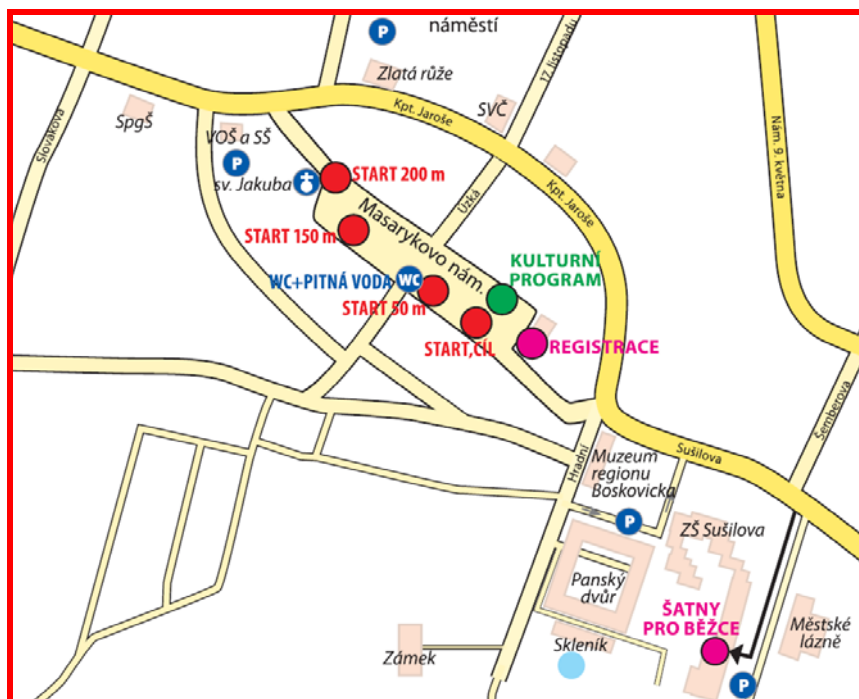 P
náměstí
Zlatá růže
17. listopadu
Slovákova
SpgŠ
Kpt. Jaroše
SVČ
Nám. 9. května
VOŠ a SŠ
P
sv. Jakuba
START 200 m
Kpt. Jaroše
Úzká
Masarykovo nám.
START 150 m
KULTURNÍ
PROGRAM
WC+PITNÁ VODA
WC
START 50 m
START,CÍL
REGISTRACE
Šemberova
Hradní
Sušilova
Muzeum
regionu
Boskovicka
P
ZŠ Sušilova
Panský
dvůr
ŠATNY
PRO BĚŽCE
Městské
lázně
Zámek
Skleník
P